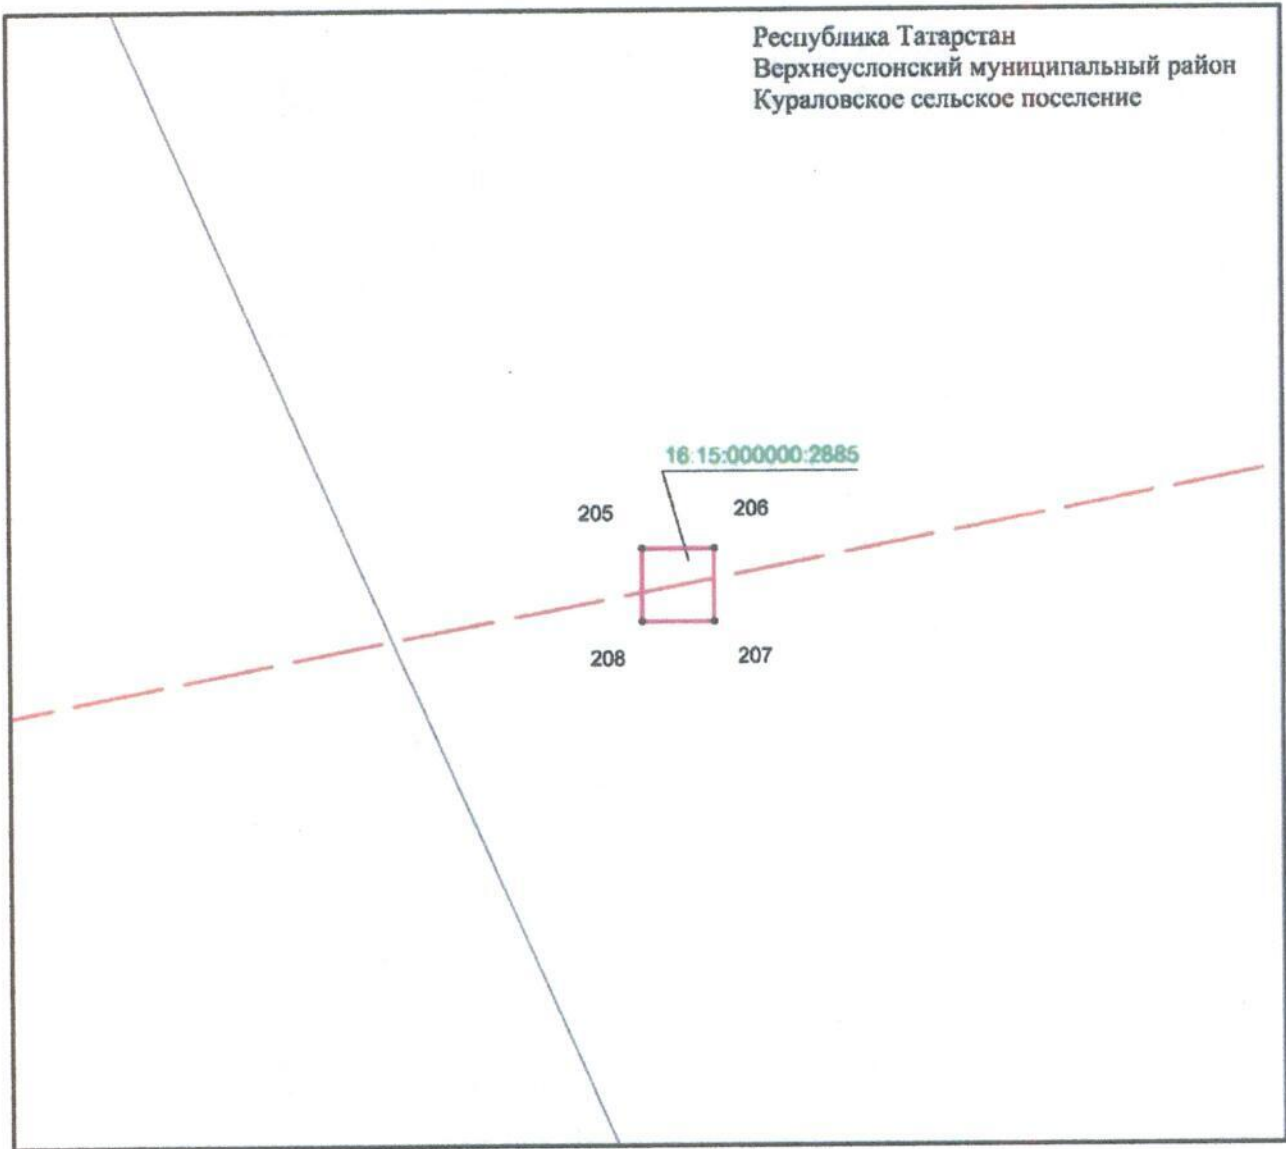 Республика Татарстан
Верхнеуслонский муниципальный район
Кураловское сельское поселение
16:15:000000:2885
205
206
208
207